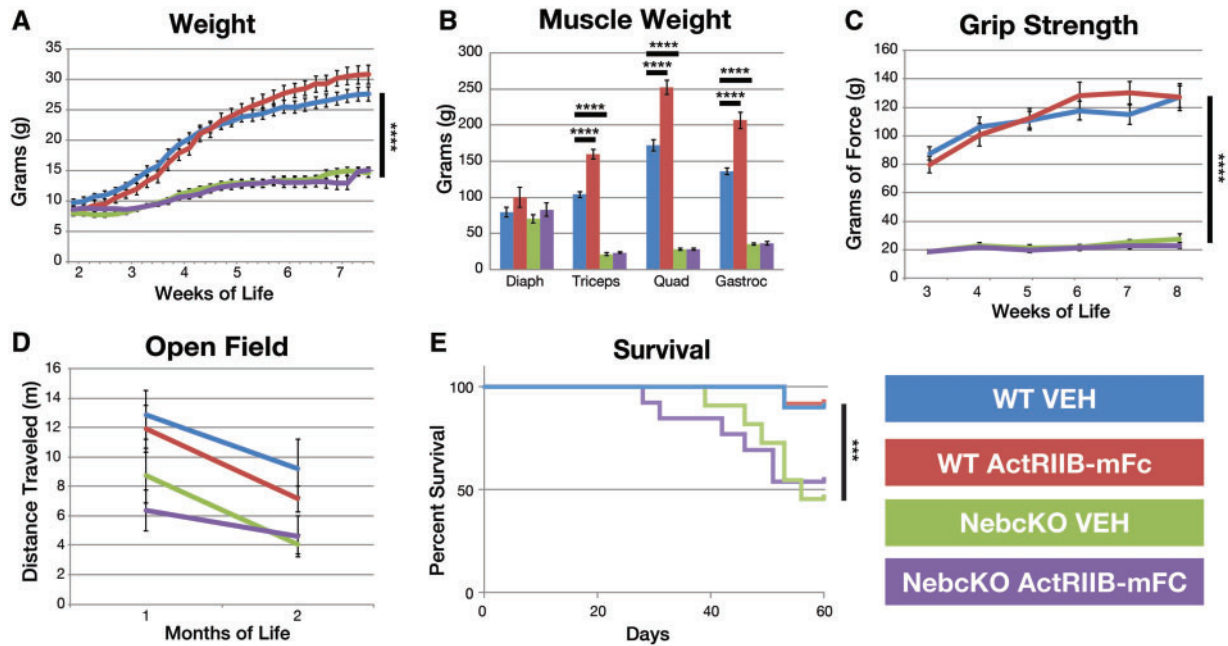 A
Weight
35
30
25
20
15
10
5
0
Grams (g)
2 3 4 5 6 7
Weeks of Life
****
B
Muscle Weight
300
250
200
150
100
50
0
Grams (g)
****
****
****
****
****
****
Diaph Triceps Quad Gastroc
C
Grip Strength
160
140
120
100
80
60
40
20
0
Grams of Force (g)
3 4 5 6 7 8
Weeks of Life
****
D
Open Field
16
14
12
10
8
6
4
2
0
Distance Traveled (m)
1 2
Months of Life
E
Survival
100
50
0
Percent Survival
0 20 40 60
Days
***
WT VEH
WT ActRIIB-mFc
NebcKO VEH
NebcKO ActRIIB-mFC